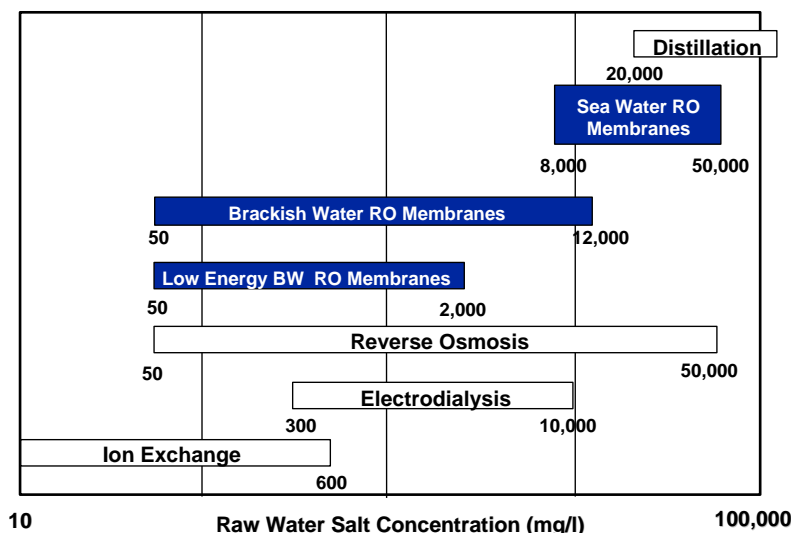 Distillation
20,000
Sea Water RO
Membranes
8,000
50,000
Brackish Water RO Membranes
50
12,000
Low Energy BW RO Membranes
50
2,000
Reverse Osmosis
50
50,000
Electrodialysis
300
10,000
Ion Exchange
600
10
Raw Water Salt Concentration (mg/l)
100,000